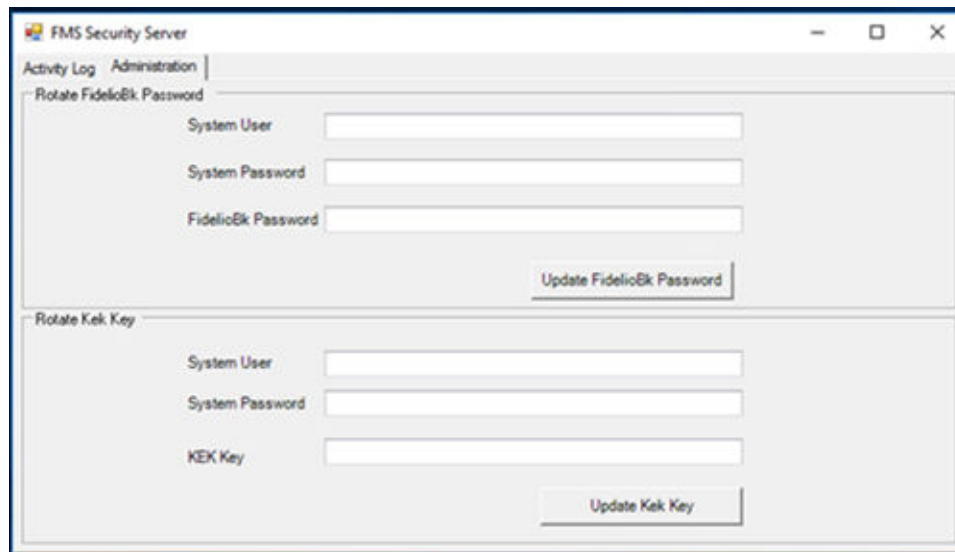 FMS Security Server
Activity Log Administration
Rotate FidelioBk Password
System User
System Password
FidelioBk Password
Update FidelioBk Password
Rotate Kek Key
System User
System Password
KEK Key
Update Kek Key